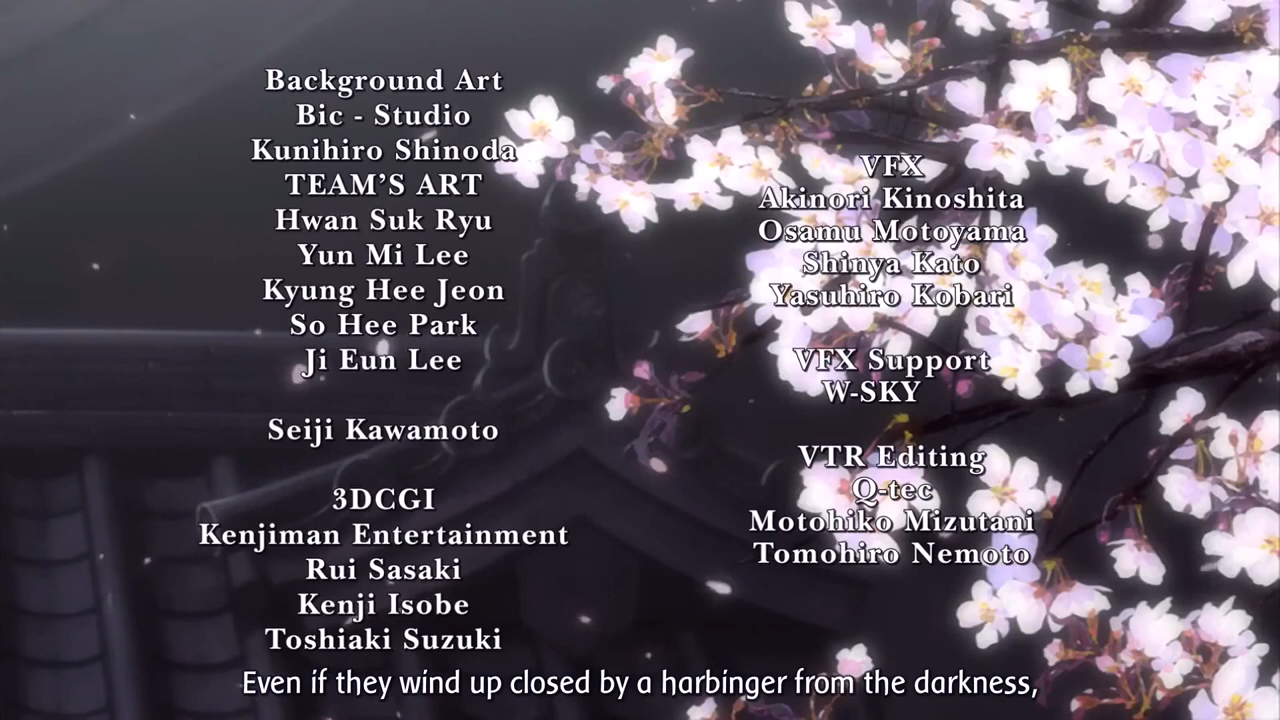 Background Art
Bic - Studio
Kunihiro Shinoda
TEAM'S ART
Hwan Suk Ryu
Yun Mi Lee
Kyung Hee Jeon
So Hee Park
Ji Eun Lee
Seiji Kawamoto
3DCGI
Kenjiman Entertainment
Rui Sasaki
Kenji Isobe
Toshiaki Suzuki
VFX
Akinori Kinoshita
Osamu Motoyama
Shinya Kato
Yasuhiro Kobari
VFX Support
W-SKY
VTR Editing
Q-tec
Motohiko Mizutani
Tomohiro Nemoto
Even if they wind up closed by a harbinger from the darkness,